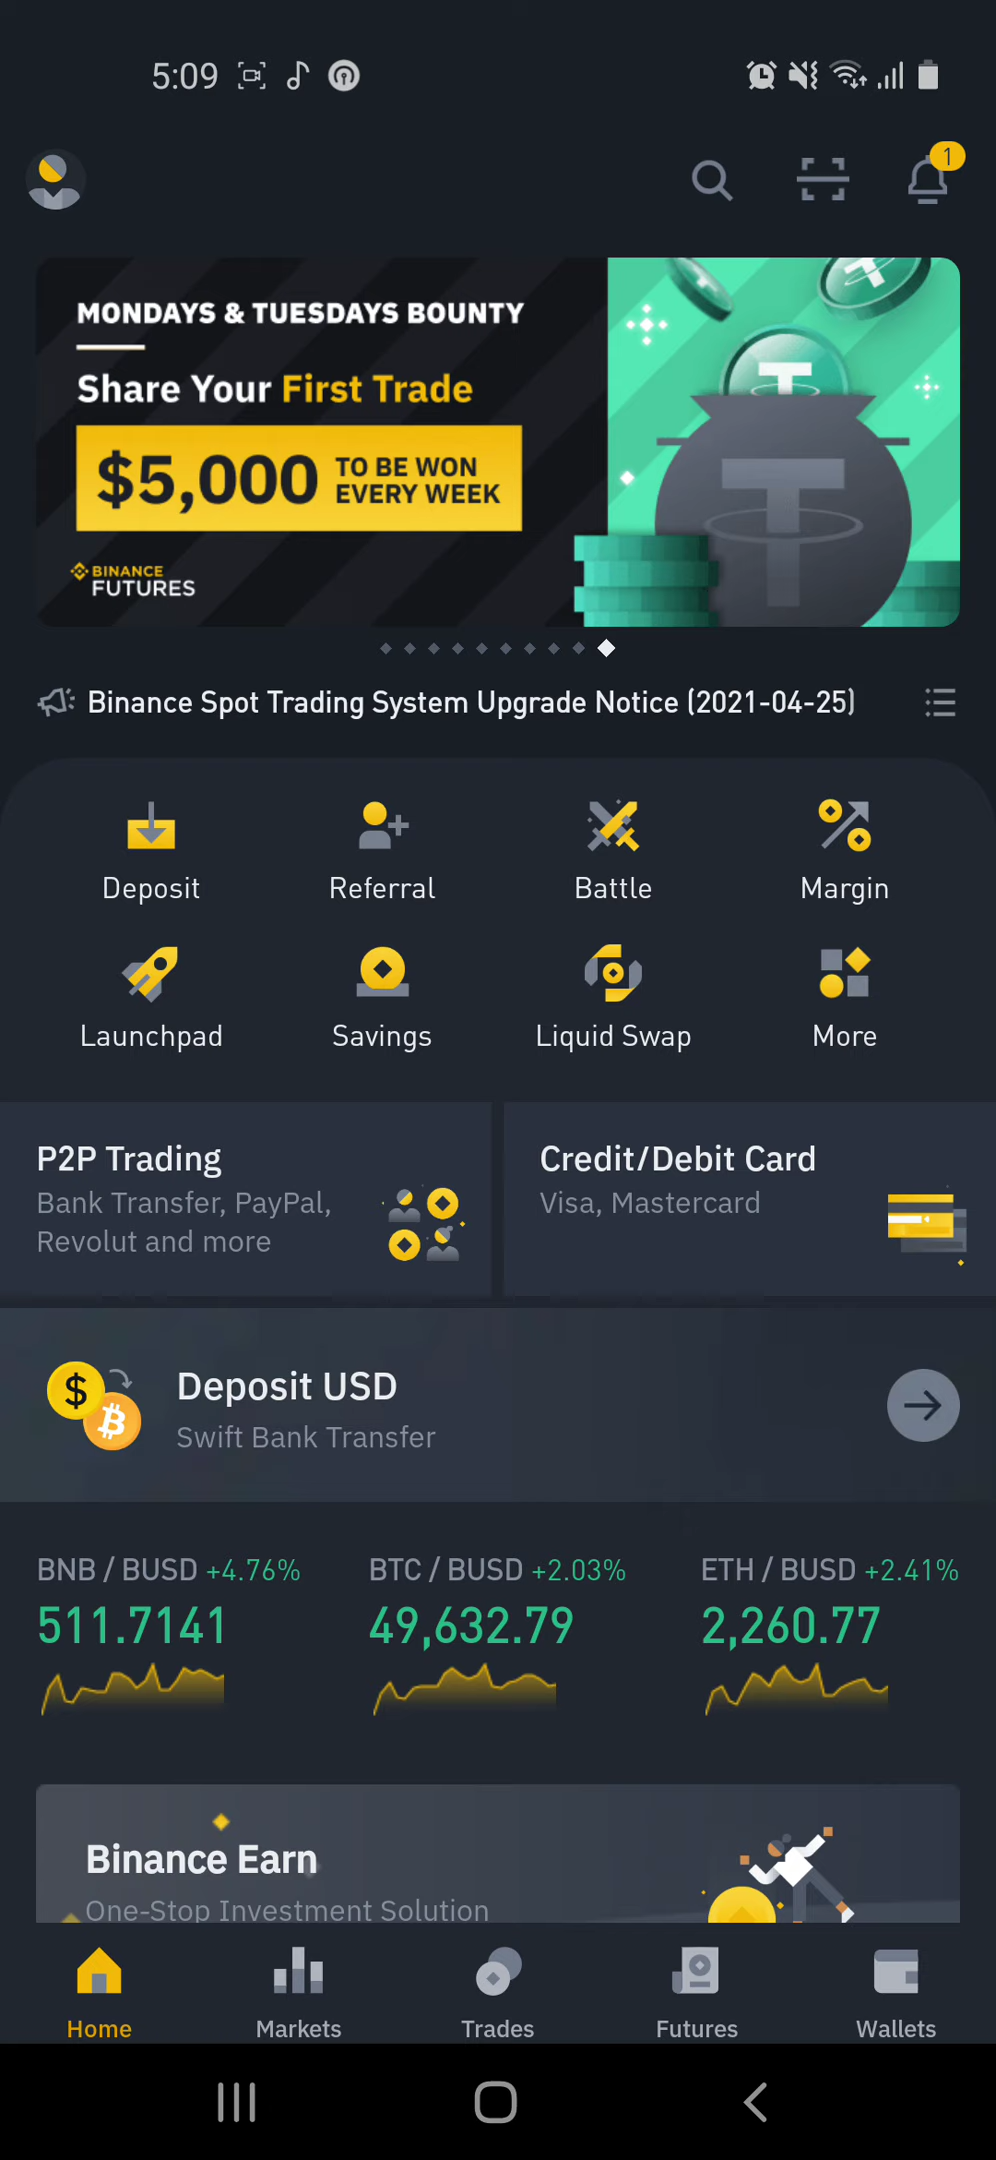 5:09
1
MONDAYS & TUESDAYS BOUNTY
Share Your First Trade
$5,000 TO BE WON
EVERY WEEK
BINANCE
FUTURES
Binance Spot Trading System Upgrade Notice (2021-04-25)
Deposit Referral Battle Margin
Launchpad Savings Liquid Swap More
P2P Trading
Bank Transfer, PayPal,
Revolut and more
Credit/Debit Card
Visa, Mastercard
Deposit USD
Swift Bank Transfer
BNB / BUSD +4.76% BTC / BUSD +2.03% ETH / BUSD +2.41%
511.7141 49,632.79 2,260.77
Binance Earn
One-Stop Investment Solution
Home Markets Trades Futures Wallets